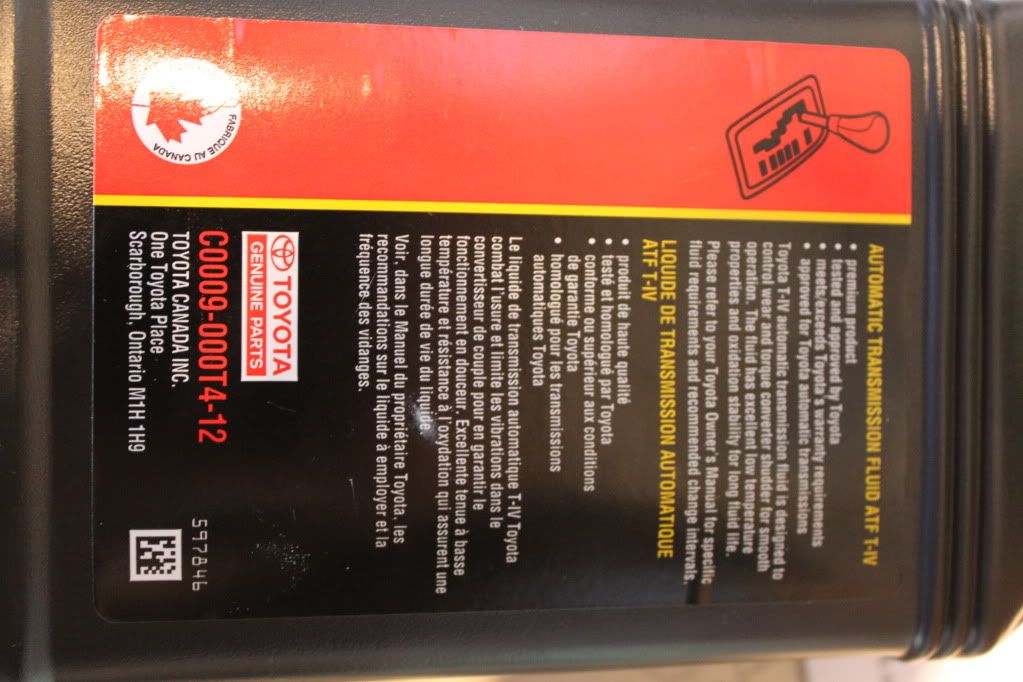 AUTOMATIC TRANSMISSION FLUID ATF T-IV
• premium product
• tested and approved by Toyota
• meets/exceeds Toyota's warranty requirements
• approved for Toyota automatic transmissions
Toyota T-IV automatic transmission fluid is designed to
control wear and torque converter shudder for smooth
operation. The fluid has excellent low temperature
properties and oxidation stability for long fluid life.
Please refer to your Toyota Owner's Manual for specific
fluid requirements and recommended change intervals.
LIQUIDE DE TRANSMISSION AUTOMATIQUE
ATF T-IV
• produit de haute qualité
• testé et homologué par Toyota
• conforme ou supérieur aux conditions
de garantie Toyota
• homologué pour les transmissions
automatiques Toyota
Le liquide de transmission automatique T-IV Toyota
combat l'usure et limite les vibrations dans le
convertisseur de couple pour en garantir le
fonctionnement en douceur. Excellente tenue à basse
température et résistance à l'oxydation qui assurent une
longue durée de vie du liquide.
Voir, dans le Manuel du propriétaire Toyota, les
recommandations sur le liquide à employer et la
fréquence des vidanges.
TOYOTA
GENUINE PARTS
C0009-000T4-12
TOYOTA CANADA INC.
One Toyota Place
Scarborough, Ontario M1H 1H9
597846
FABRIQUÉ AU CANADA